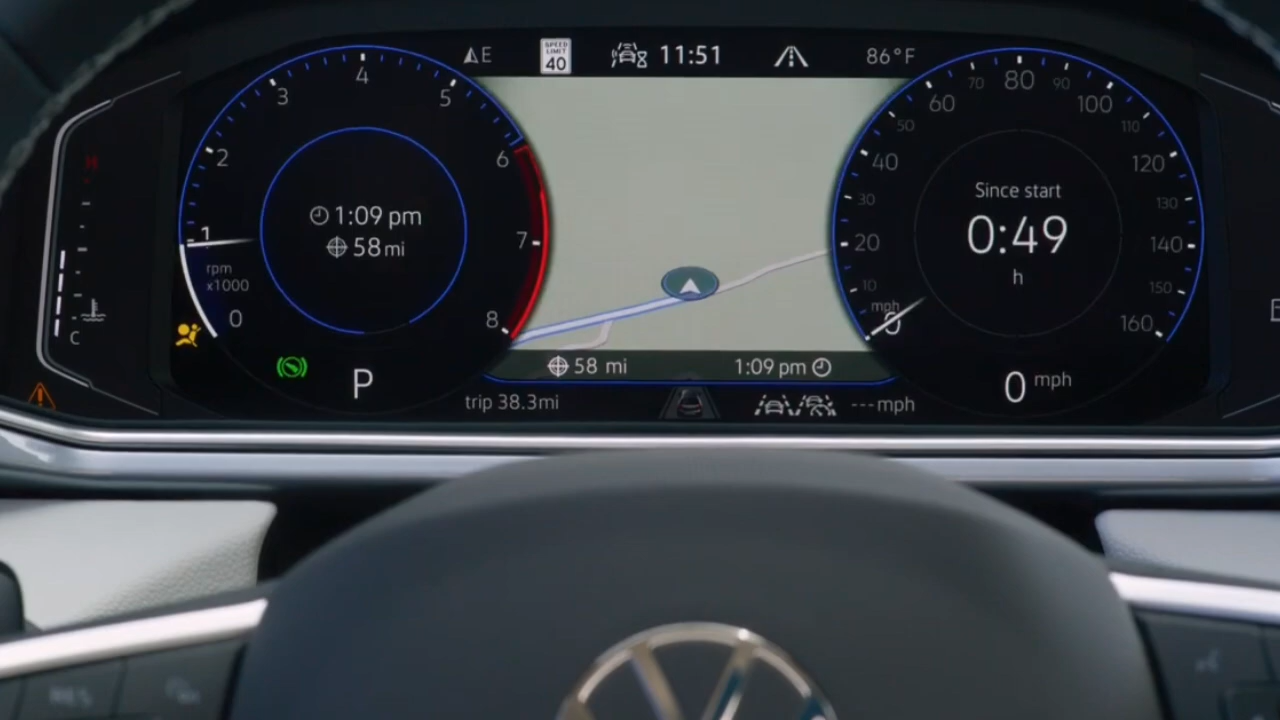 E
SPEED LIMIT 40
11:51
86°F
H
C
0 1 2 3 4 5 6 7 8
rpm x1000
1:09 pm
58 mi
P
58 mi 1:09 pm
trip 38.3mi
---mph
0 10 20 30 40 50 60 70 80 90 100 110 120 130 140 150 160
mph
Since start
0:49
h
0 mph